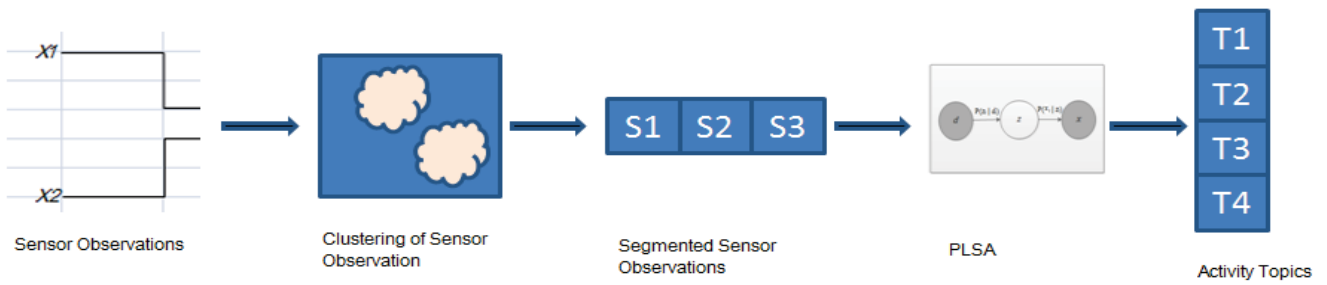 X1
X2
Sensor Observations
Clustering of Sensor
Observation
S1 S2 S3
Segmented Sensor
Observations
d
z
x
PLSA
T1
T2
T3
T4
Activity Topics